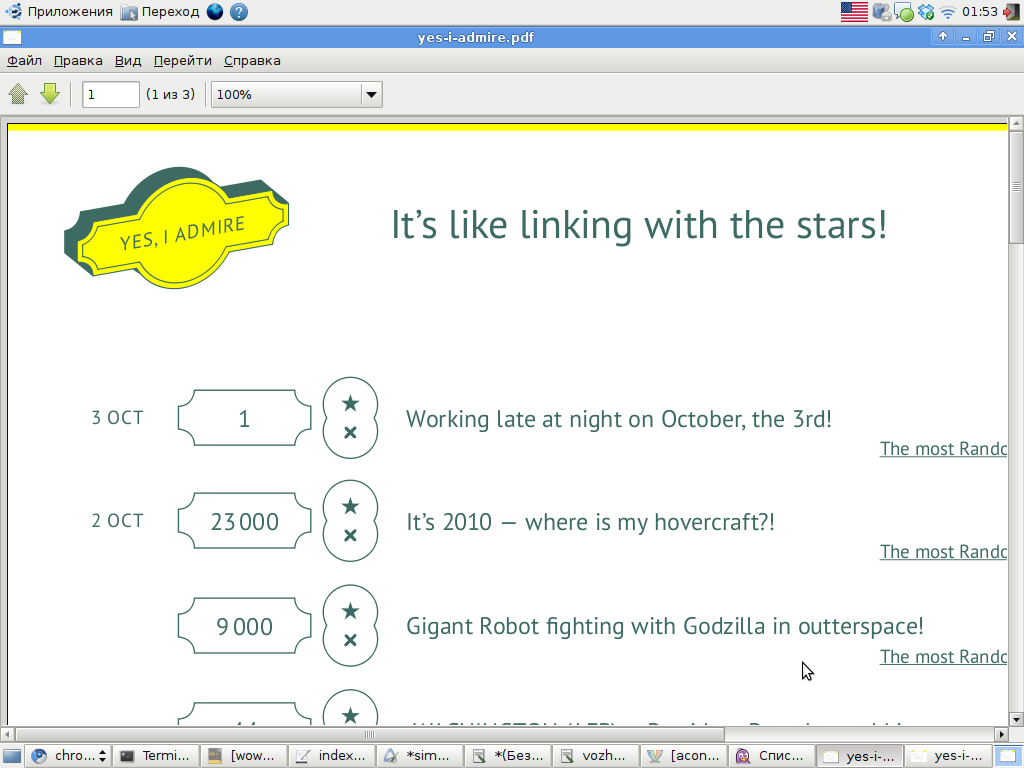 Приложения Переход 01:53
yes-i-admire.pdf
Файл Правка Вид Перейти Справка
1 (1 из 3) 100%
YES, I ADMIRE
It’s like linking with the stars!
3 OCT 1 Working late at night on October, the 3rd!
The most Rando
2 OCT 23 000 It’s 2010 — where is my hovercraft?!
The most Rando
9 000 Gigant Robot fighting with Godzilla in outterspace!
The most Rando
chro... Termi... [wow... index... *sim... *(Без... vozh... [acon... Спис... yes-i-... yes-i-...